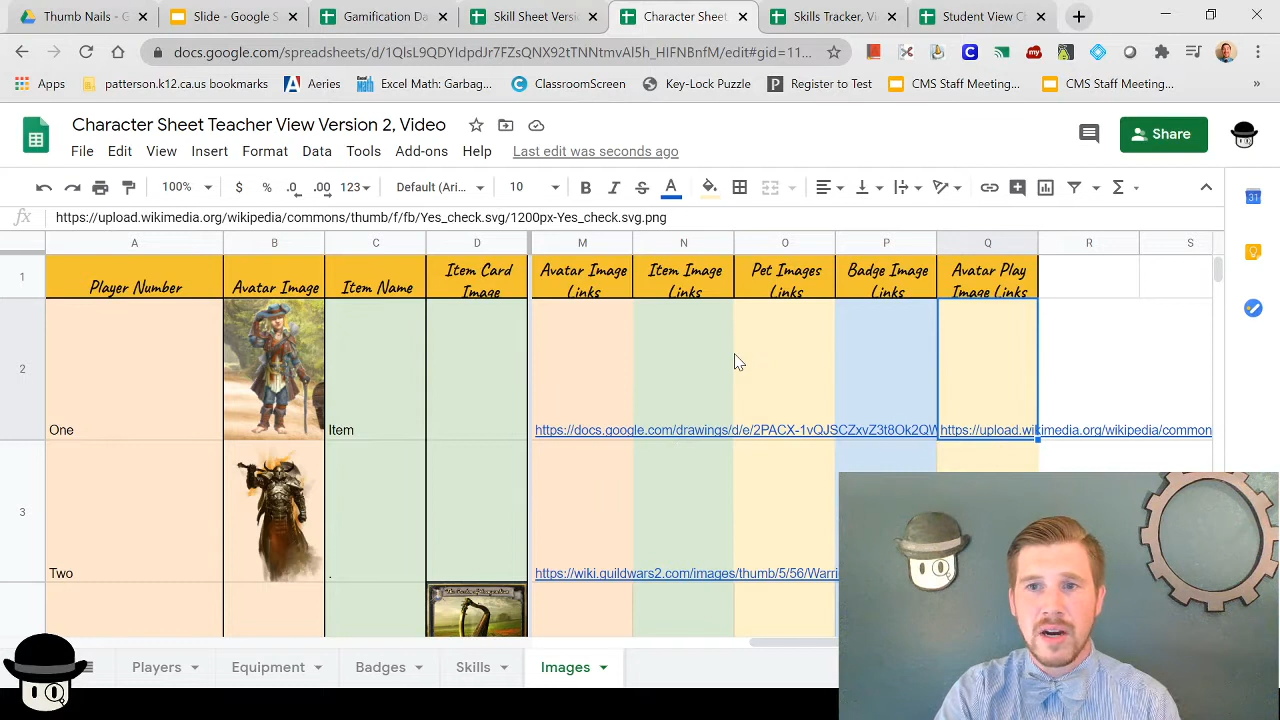 Thumb Nails - G
Slide - Google S
Gamification Da
Skill Sheet Versio
Character Sheet
Skills Tracker, Vi
Student View C
docs.google.com/spreadsheets/d/1QlsL9QDYIdpdJr7FZsQNX92tTNNtmvAI5h_HIFNBnfM/edit#gid=11...
Apps
patterson.k12.ca.us bookmarks
Aeries
Excel Math: Garbag...
ClassroomScreen
Key-Lock Puzzle
Register to Test
CMS Staff Meeting...
CMS Staff Meeting...
Character Sheet Teacher View Version 2, Video
Share
File Edit View Insert Format Data Tools Add-ons Help Last edit was seconds ago
100% $ % .0 .00 123 Default (Ari... 10 B I S A
fx https://upload.wikimedia.org/wikipedia/commons/thumb/f/fb/Yes_check.svg/1200px-Yes_check.svg.png
A B C D M N O P Q R S
1 Player Number Avatar Image Item Name Item Card Image Avatar Image Links Item Image Links Pet Images Links Badge Image Links Avatar Play Image Links
2 One Item https://docs.google.com/drawings/d/e/2PACX-1vQJSCZxvZ3t8Ok2QW https://upload.wikimedia.org/wikipedia/common
3 Two . https://wiki.guildwars2.com/images/thumb/5/56/Warri
Players Equipment Badges Skills Images